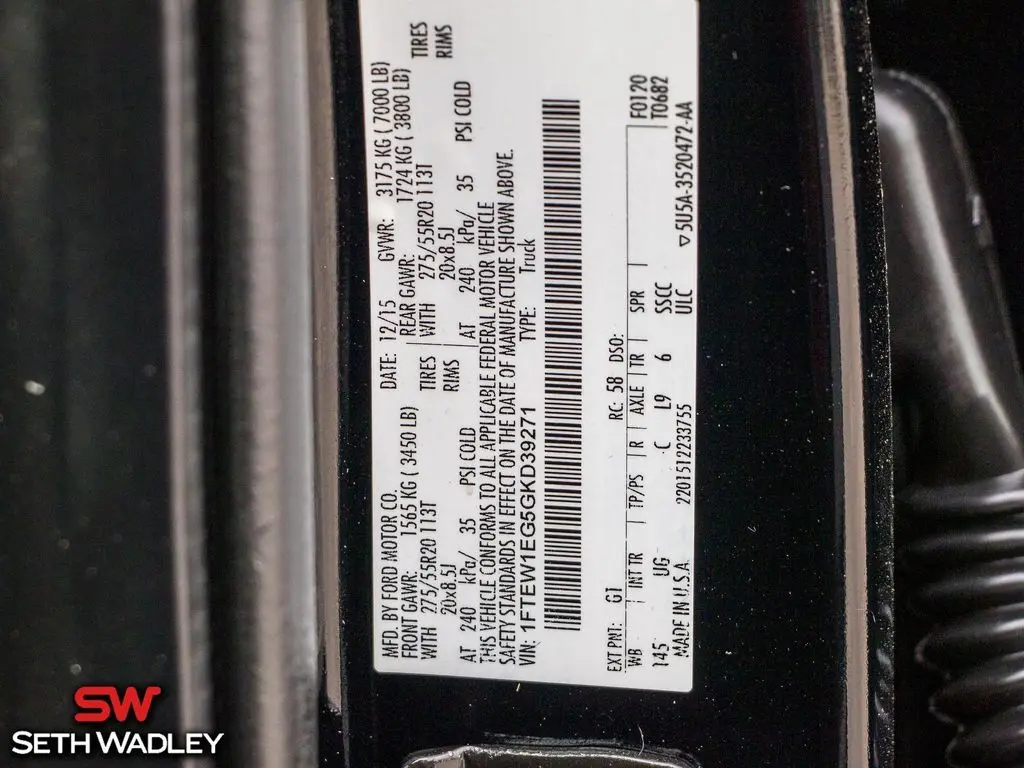 MFD. BY FORD MOTOR CO.
DATE: 12/15 GVWR: 3175 KG ( 7000 LB)
FRONT GAWR: 1565 KG ( 3450 LB)
REAR GAWR: 1724 KG ( 3800 LB)
WITH 275/55R20 113T TIRES
WITH 275/55R20 113T TIRES
20x8.5J RIMS
20x8.5J RIMS
AT 240 kPa/ 35 PSI COLD
AT 240 kPa/ 35 PSI COLD
THIS VEHICLE CONFORMS TO ALL APPLICABLE FEDERAL MOTOR VEHICLE
SAFETY STANDARDS IN EFFECT ON THE DATE OF MANUFACTURE SHOWN ABOVE.
VIN: 1FTEW1EG5GKD39271 TYPE: Truck
EXT PNT: G1 RC: 58 DSO: F0120
WB INT TR TP/PS R AXLE TR SPR T0682
145 UG C L9 6 SSCC
MADE IN U.S.A. 2201512233755 ULC
▽5U5A-3520472-AA
SW
SETH WADLEY